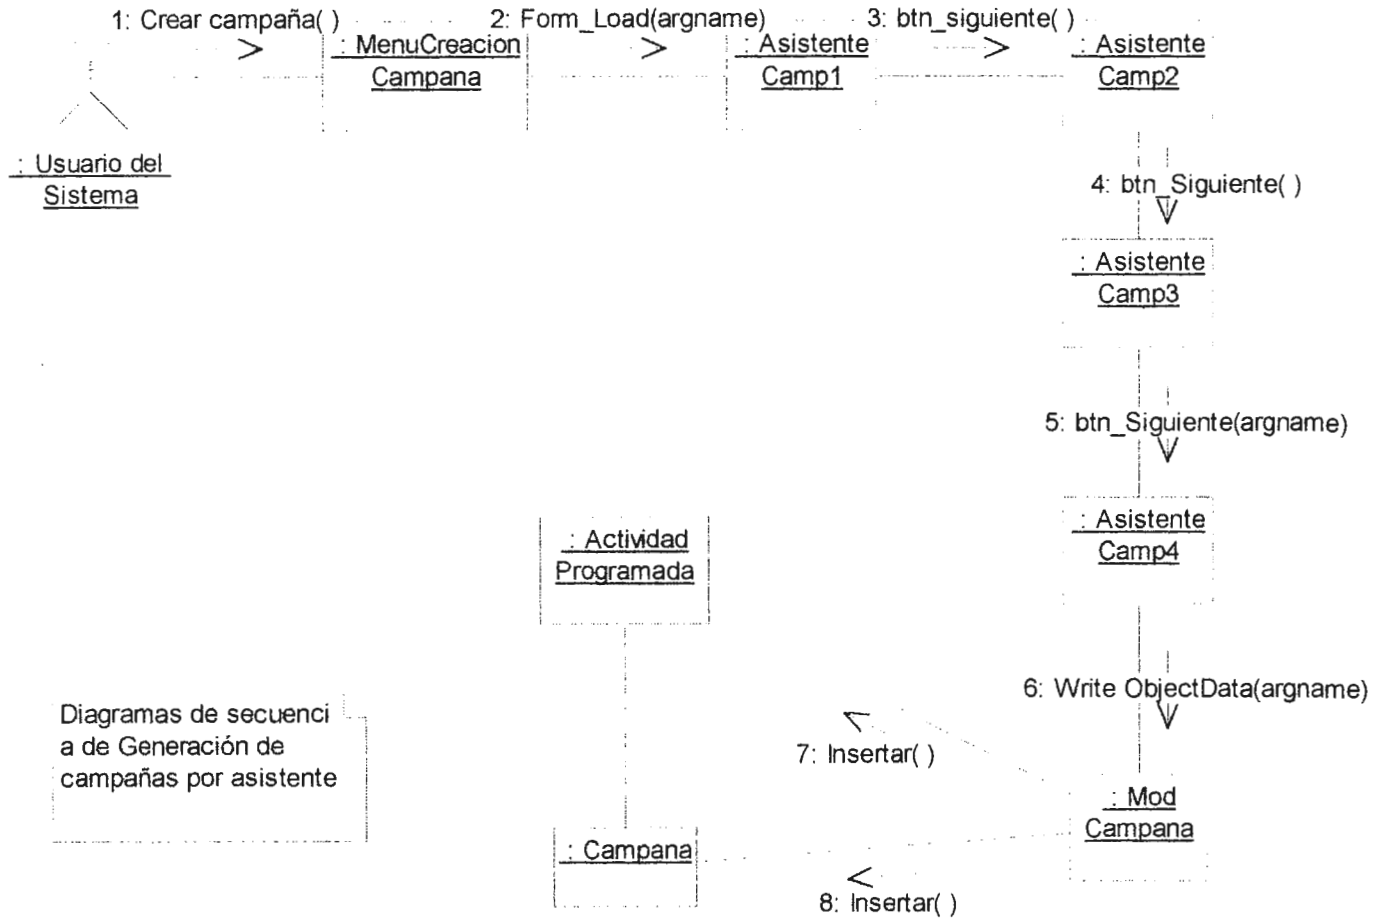 1: Crear campaña( )
2: Form_Load(argname)
3: btn_siguiente( )
: MenuCreacion
Campana
: Asistente
Camp1
: Asistente
Camp2
: Usuario del
Sistema
4: btn_Siguiente( )
: Asistente
Camp3
5: btn_Siguiente(argname)
: Asistente
Camp4
: Actividad
Programada
6: Write ObjectData(argname)
Diagramas de secuenci
a de Generación de
campañas por asistente
7: Insertar( )
: Mod
Campana
: Campana
8: Insertar( )